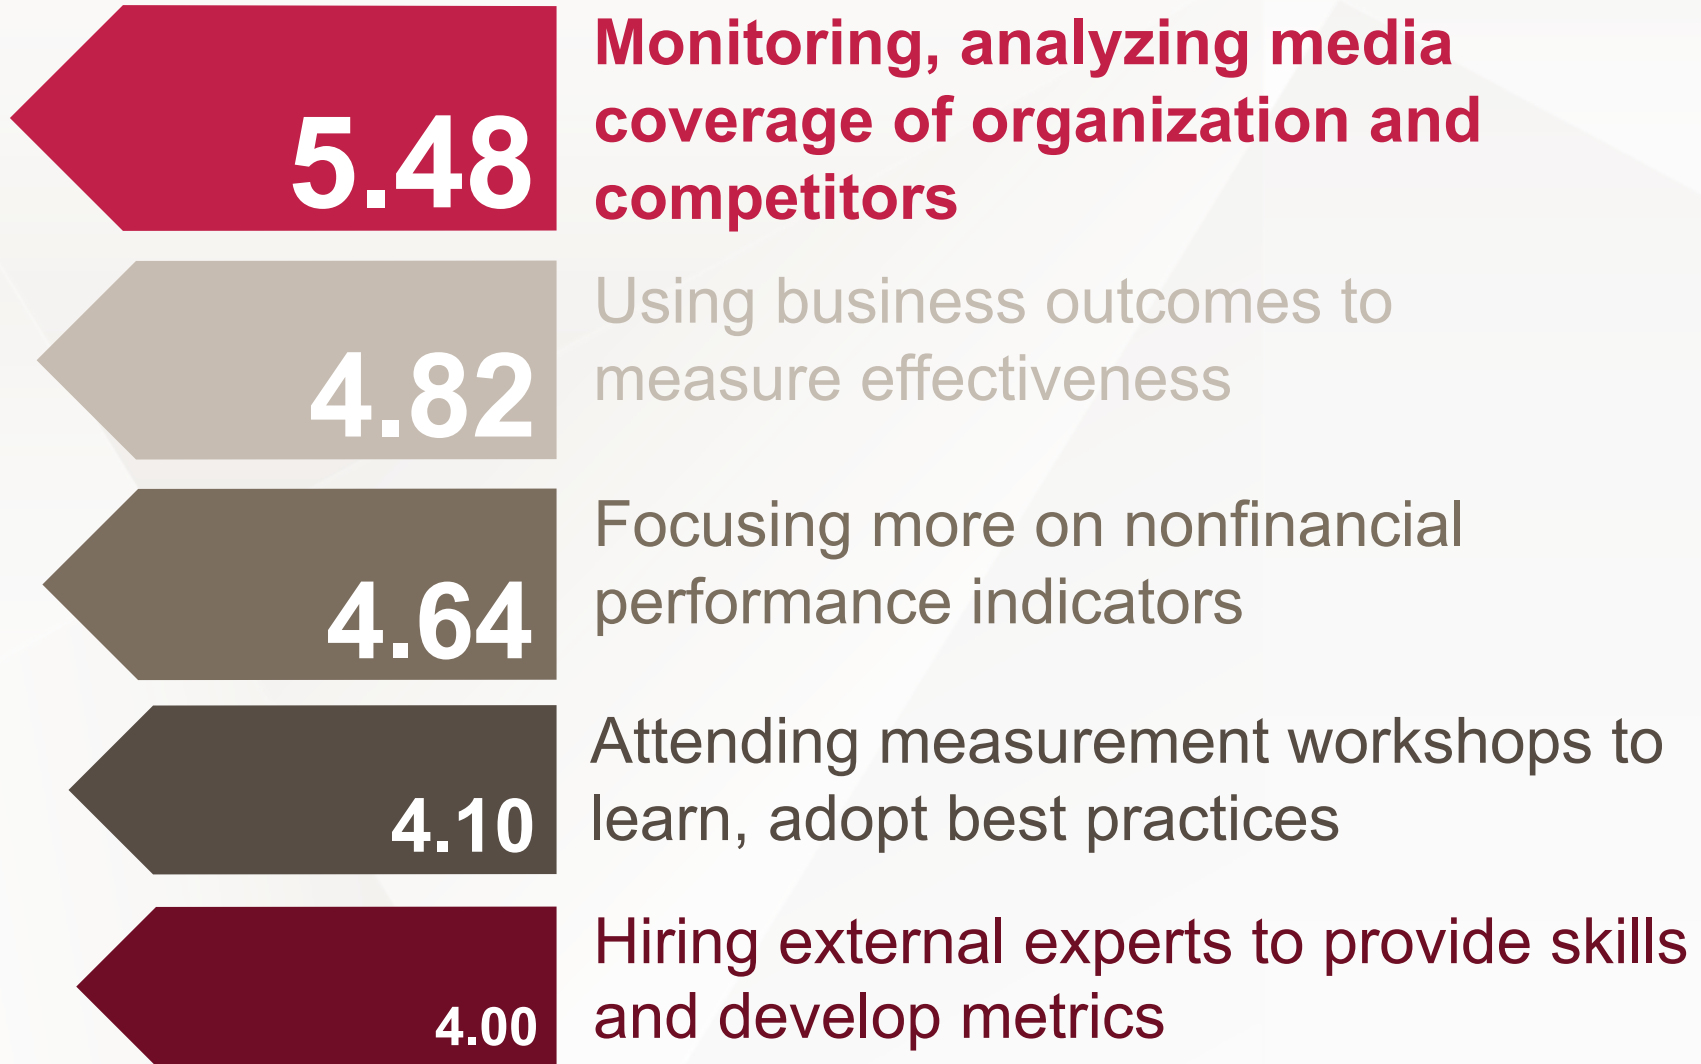 5.48
Monitoring, analyzing media
coverage of organization and
competitors
4.82
Using business outcomes to
measure effectiveness
4.64
Focusing more on nonfinancial
performance indicators
4.10
Attending measurement workshops to
learn, adopt best practices
4.00
Hiring external experts to provide skills
and develop metrics